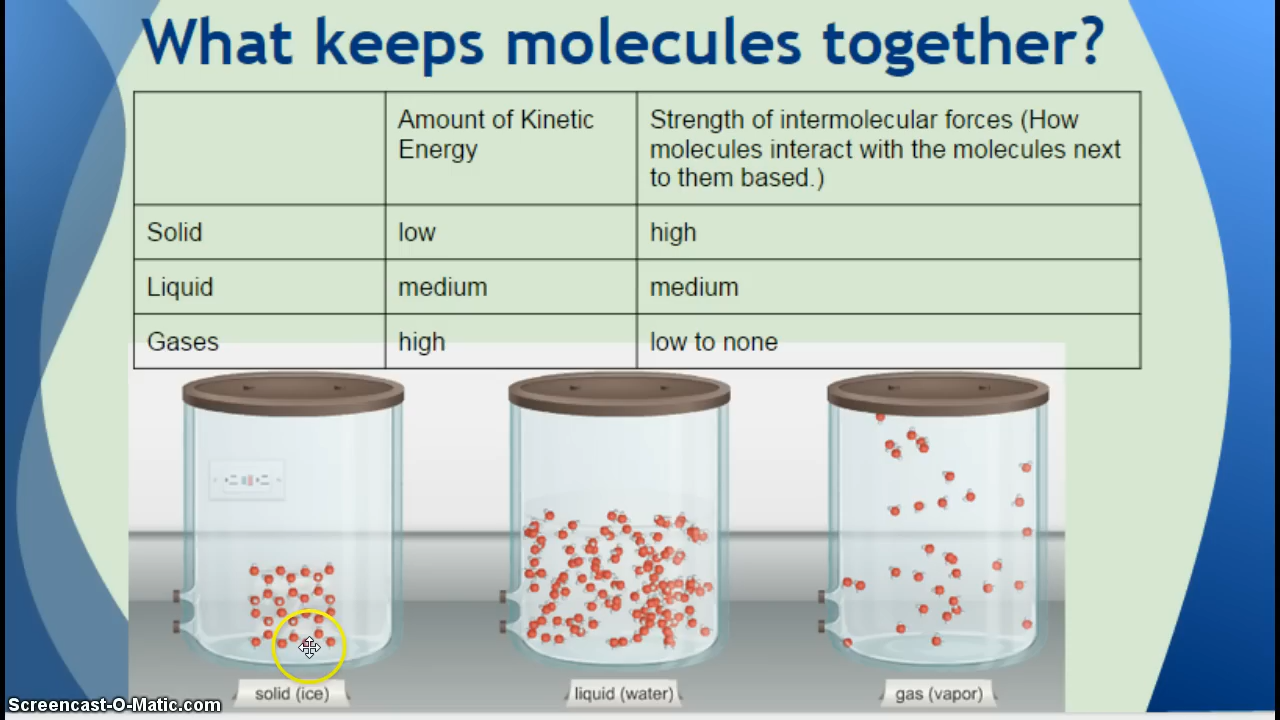 What keeps molecules together?
Amount of Kinetic
Energy
Strength of intermolecular forces (How
molecules interact with the molecules next
to them based.)
Solid
low
high
Liquid
medium
medium
Gases
high
low to none
solid (ice)
liquid (water)
gas (vapor)
Screencast-O-Matic.com